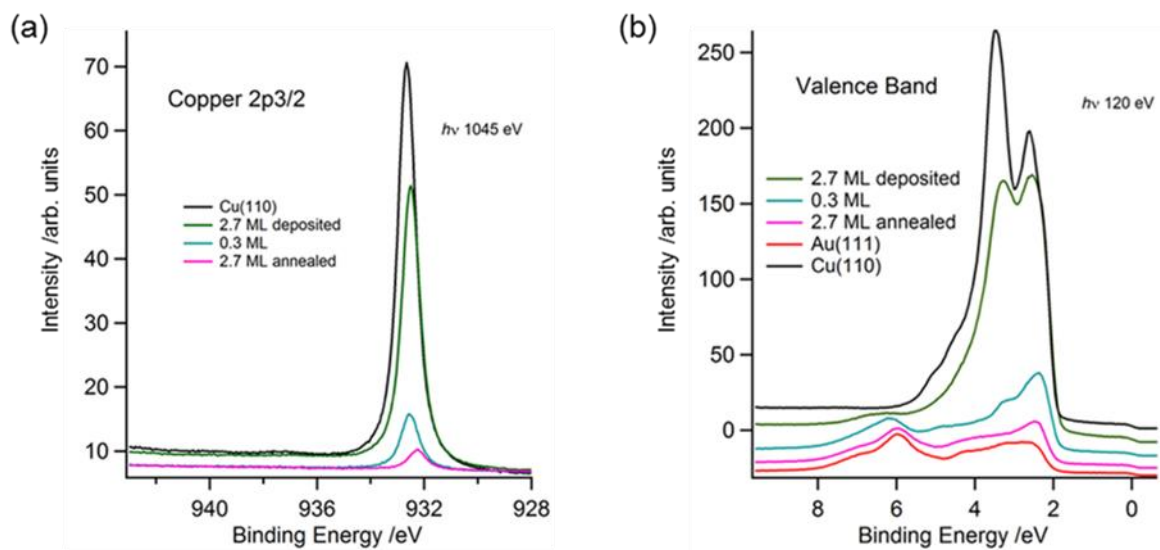 (a)
Intensity /arb. units
70
60
50
40
30
20
10
Copper 2p3/2
hν 1045 eV
Cu(110)
2.7 ML deposited
0.3 ML
2.7 ML annealed
940
936
932
928
Binding Energy /eV
(b)
Intensity /arb. units
250
200
150
100
50
0
Valence Band
hν 120 eV
2.7 ML deposited
0.3 ML
2.7 ML annealed
Au(111)
Cu(110)
8
6
4
2
0
Binding Energy /eV